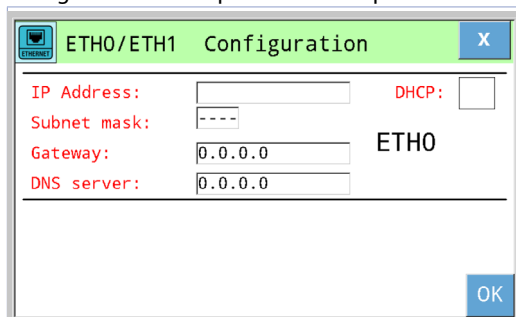 ETHERNET
ETH0/ETH1 Configuration
X
IP Address:
DHCP:
Subnet mask: ----
Gateway: 0.0.0.0
ETH0
DNS server: 0.0.0.0
OK